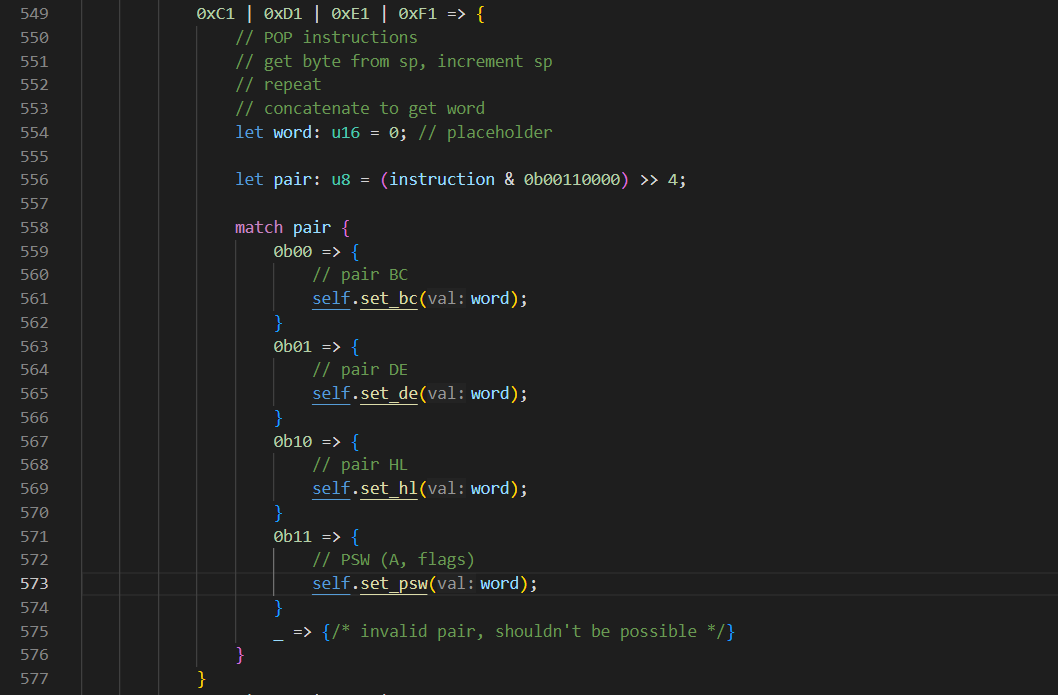 549 0xC1 | 0xD1 | 0xE1 | 0xF1 => {
550 // POP instructions
551 // get byte from sp, increment sp
552 // repeat
553 // concatenate to get word
554 let word: u16 = 0; // placeholder
555
556 let pair: u8 = (instruction & 0b00110000) >> 4;
557
558 match pair {
559 0b00 => {
560 // pair BC
561 self.set_bc(val: word);
562 }
563 0b01 => {
564 // pair DE
565 self.set_de(val: word);
566 }
567 0b10 => {
568 // pair HL
569 self.set_hl(val: word);
570 }
571 0b11 => {
572 // PSW (A, flags)
573 self.set_psw(val: word);
574 }
575 _ => {/* invalid pair, shouldn't be possible */}
576 }
577 }